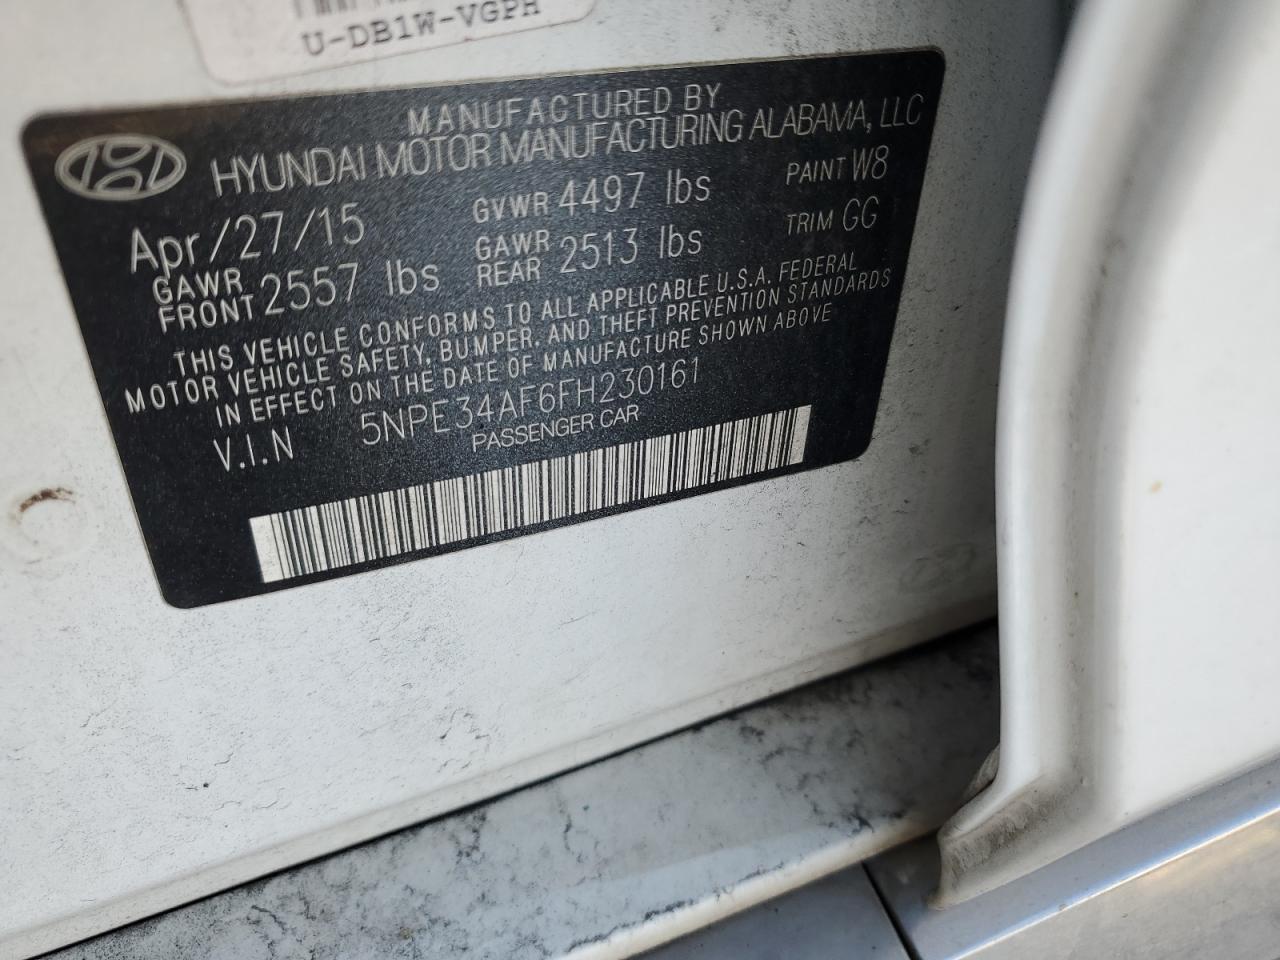 U-DB1W-VGPH
MANUFACTURED BY
HYUNDAI MOTOR MANUFACTURING ALABAMA, LLC
Apr/27/15 GVWR 4497 lbs PAINT W8
GAWR FRONT 2557 lbs GAWR REAR 2513 lbs TRIM GG
THIS VEHICLE CONFORMS TO ALL APPLICABLE U.S.A. FEDERAL
MOTOR VEHICLE SAFETY, BUMPER, AND THEFT PREVENTION STANDARDS
IN EFFECT ON THE DATE OF MANUFACTURE SHOWN ABOVE
V.I.N 5NPE34AF6FH230161
PASSENGER CAR